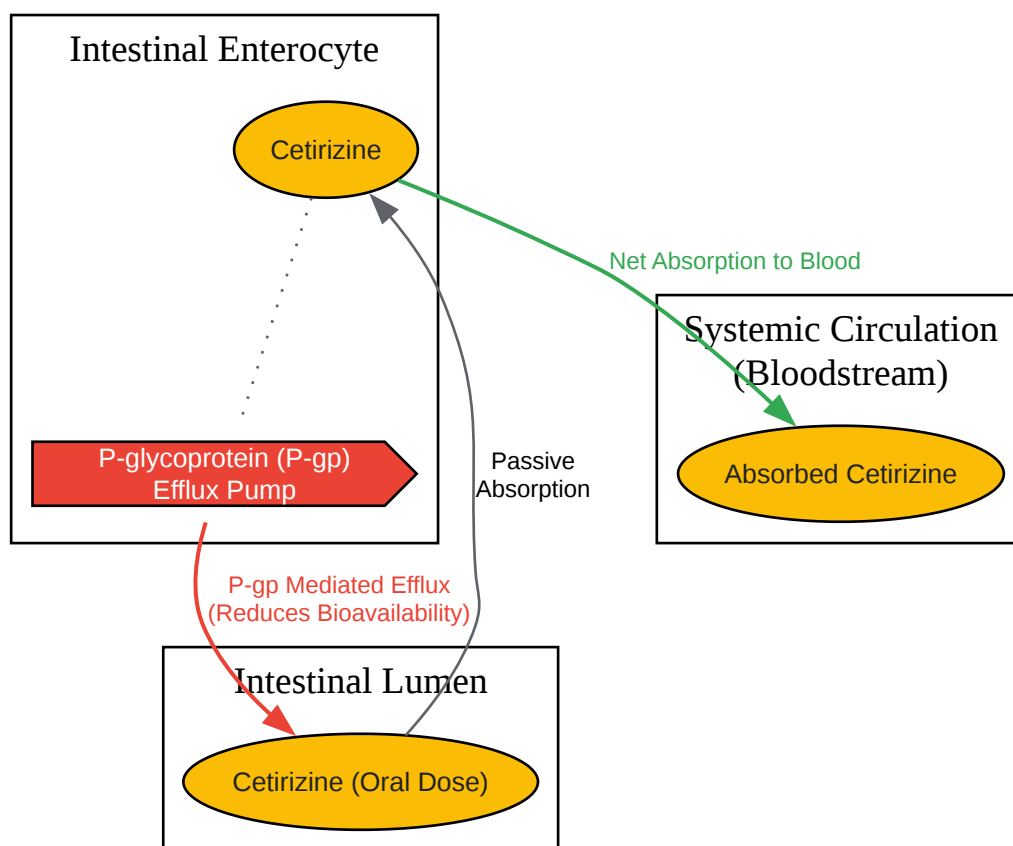 Intestinal Enterocyte
Cetirizine
Net Absorption to Blood
Systemic Circulation
(Bloodstream)
P-glycoprotein (P-gp)
Efflux Pump
Passive
Absorption
Absorbed Cetirizine
P-gp Mediated Efflux
(Reduces Bioavailability)
Intestinal Lumen
Cetirizine (Oral Dose)